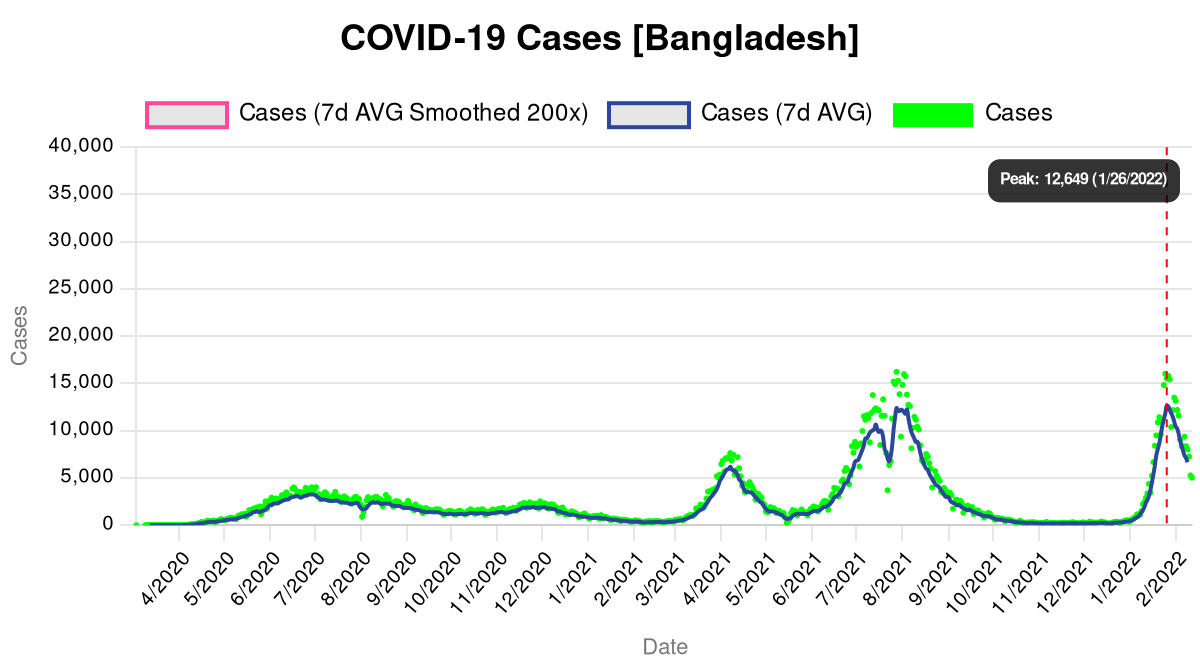 COVID-19 Cases [Bangladesh]
Cases (7d AVG Smoothed 200x) Cases (7d AVG) Cases
40,000
Peak: 12,649 (1/26/2022)
35,000
30,000
25,000
20,000
15,000
10,000
5,000
0
Cases
4/2020 5/2020 6/2020 7/2020 8/2020 9/2020 10/2020 11/2020 12/2020 1/2021 2/2021 3/2021 4/2021 5/2021 6/2021 7/2021 8/2021 9/2021 10/2021 11/2021 12/2021 1/2022 2/2022
Date